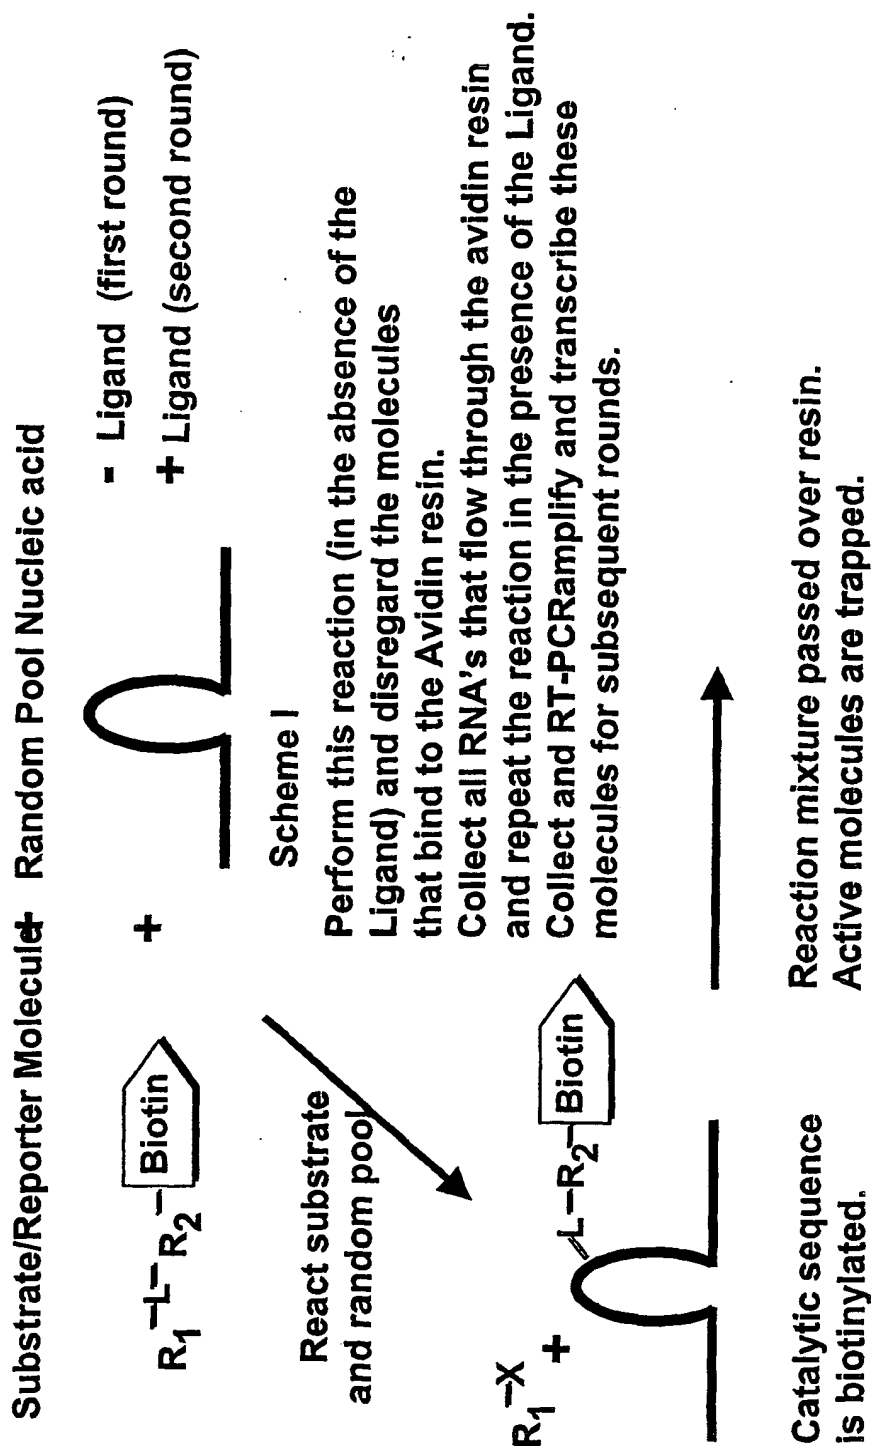 Substrate/Reporter Molecule+ Random Pool Nucleic acid
R1-L-R2-Biotin
+
- Ligand (first round)
+ Ligand (second round)
Scheme I
Perform this reaction (in the absence of the
Ligand) and disregard the molecules
that bind to the Avidin resin.
Collect all RNA's that flow through the avidin resin
and repeat the reaction in the presence of the Ligand.
Collect and RT-PCRamplify and transcribe these
molecules for subsequent rounds.
React substrate
and random pool
R1-X
+
L-R2-Biotin
Catalytic sequence
is biotinylated.
Reaction mixture passed over resin.
Active molecules are trapped.